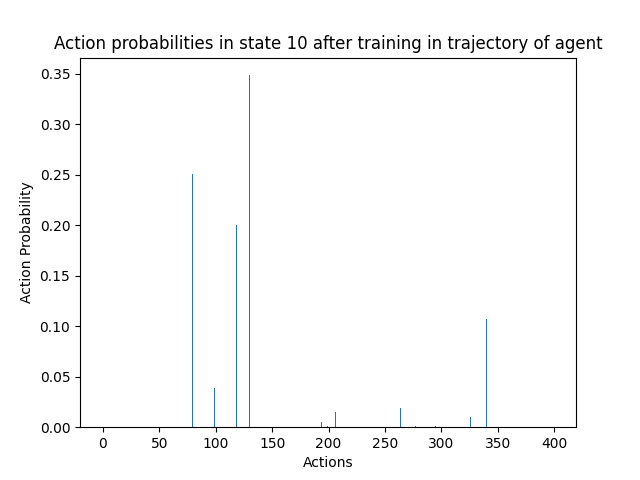 Action probabilities in state 10 after training in trajectory of agent
0.35
0.30
0.25
0.20
0.15
0.10
0.05
0.00
Action Probability
0 50 100 150 200 250 300 350 400
Actions